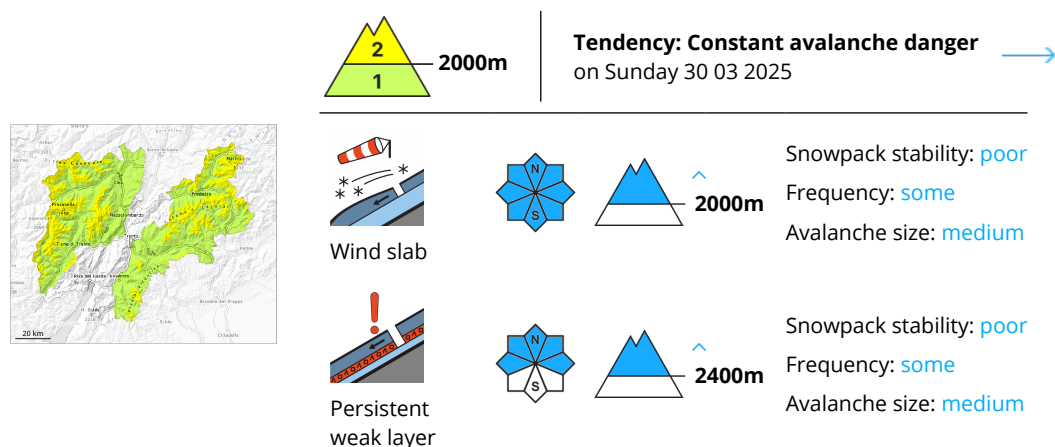 2
1
2000m
Tendency: Constant avalanche danger
on Sunday 30 03 2025
20 km
Wind slab
N
S
2000m
Snowpack stability: poor
Frequency: some
Avalanche size: medium
Persistent
weak layer
N
S
2400m
Snowpack stability: poor
Frequency: some
Avalanche size: medium